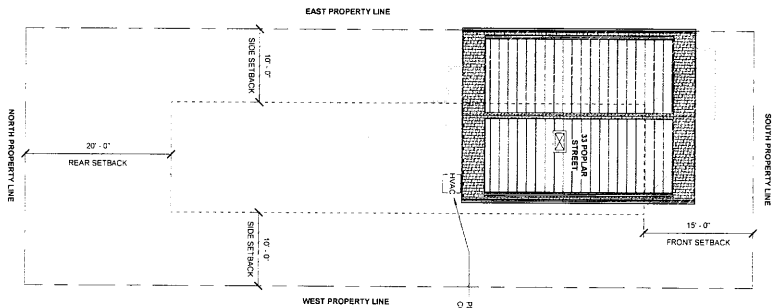 EAST PROPERTY LINE
10' - 0"
SIDE SETBACK
NORTH PROPERTY LINE
20' - 0"
REAR SETBACK
33 POPLAR
STREET
HVAC
SOUTH PROPERTY LINE
15' - 0"
FRONT SETBACK
10' - 0"
SIDE SETBACK
WEST PROPERTY LINE